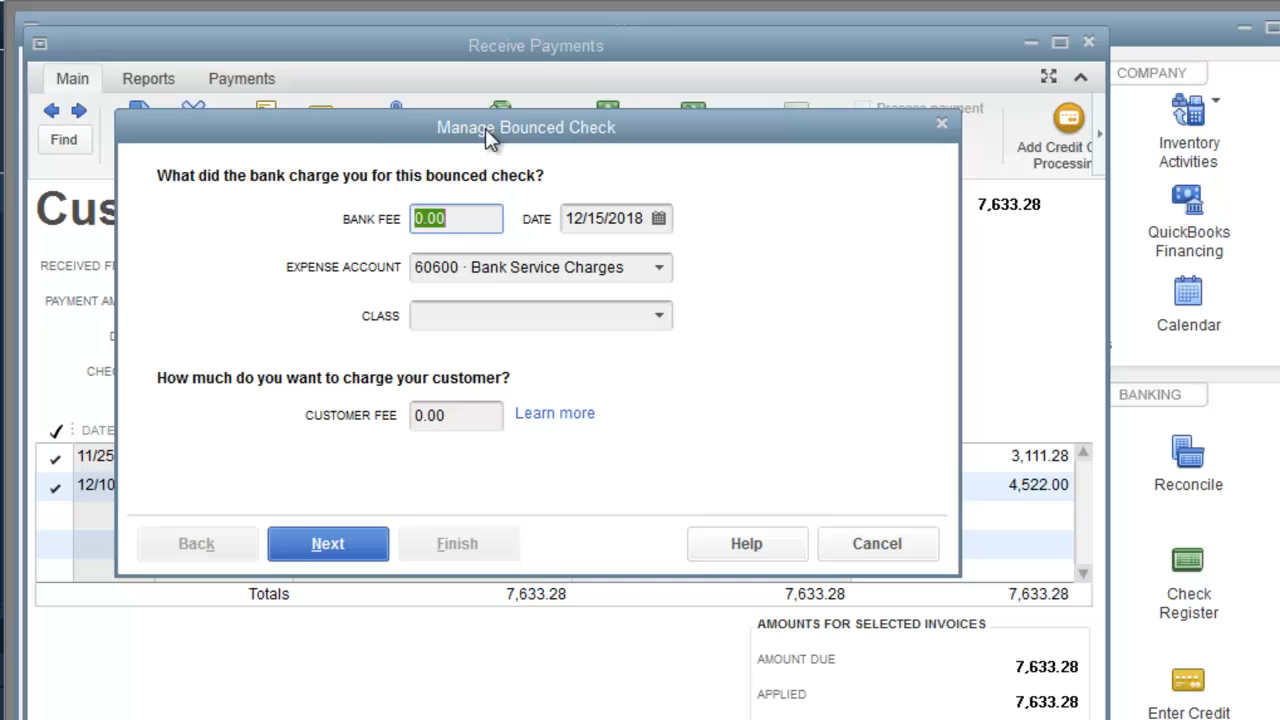 Receive Payments
Main Reports Payments
Find
Process payment
Add Credit C
Processin
Cus
7,633.28
RECEIVED F
PAYMENT AM
D
CHEC
DATE
11/25 3,111.28
12/10 4,522.00
Totals 7,633.28 7,633.28 7,633.28
AMOUNTS FOR SELECTED INVOICES
AMOUNT DUE 7,633.28
APPLIED 7,633.28
Manage Bounced Check
What did the bank charge you for this bounced check?
BANK FEE 0.00 DATE 12/15/2018
EXPENSE ACCOUNT 60600 · Bank Service Charges
CLASS
How much do you want to charge your customer?
CUSTOMER FEE 0.00 Learn more
Back Next Finish Help Cancel
COMPANY
Inventory
Activities
QuickBooks
Financing
Calendar
BANKING
Reconcile
Check
Register
Enter Credit